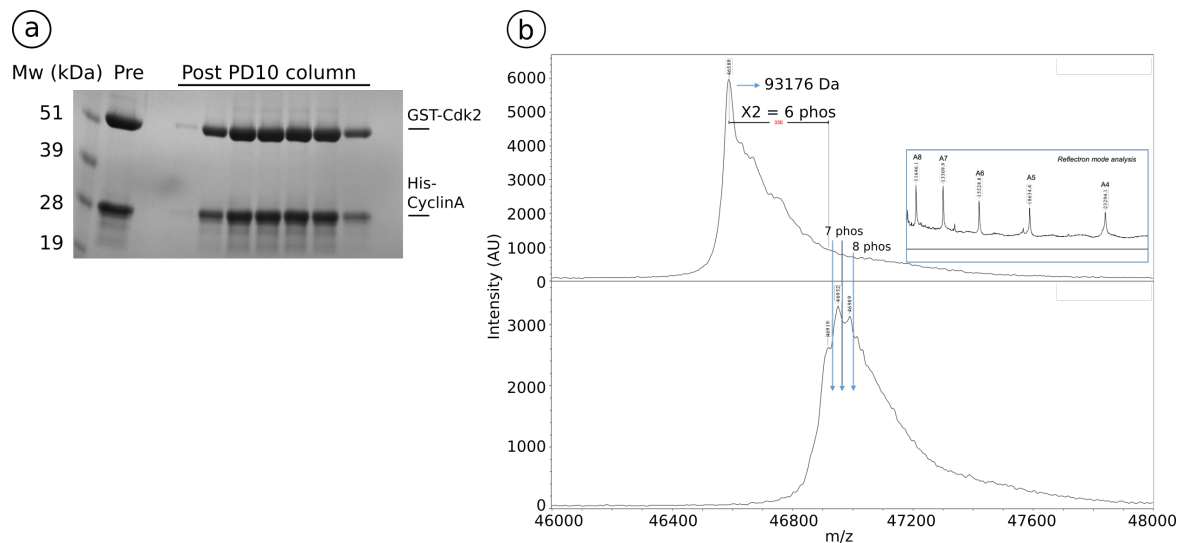 a
Mw (kDa) Pre Post PD10 column
51
39
28
19
GST-Cdk2
His-
CyclinA
b
Intensity (AU)
6000
5000
4000
3000
2000
1000
0
46589
93176 Da
X2 = 6 phos
330
7 phos
8 phos
Reflectron mode analysis
A8
A7
A6
A5
A4
3000
2000
1000
0
46919
46952
46989
46000 46400 46800 47200 47600 48000
m/z